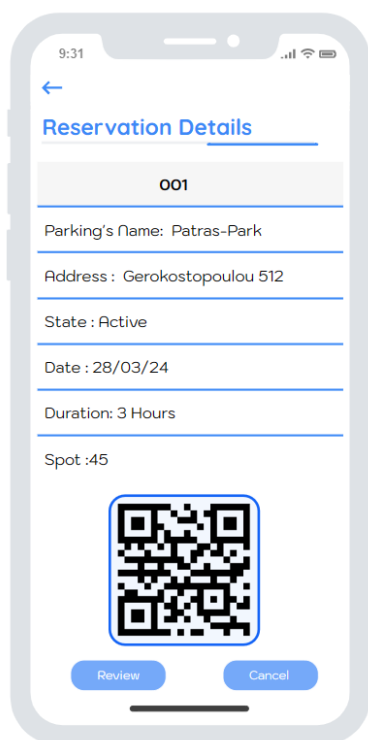 9:31
Reservation Details
001
Parking's Name: Patras-Park
Address : Gerokostopoulou 512
State : Active
Date : 28/03/24
Duration: 3 Hours
Spot :45
Review
Cancel